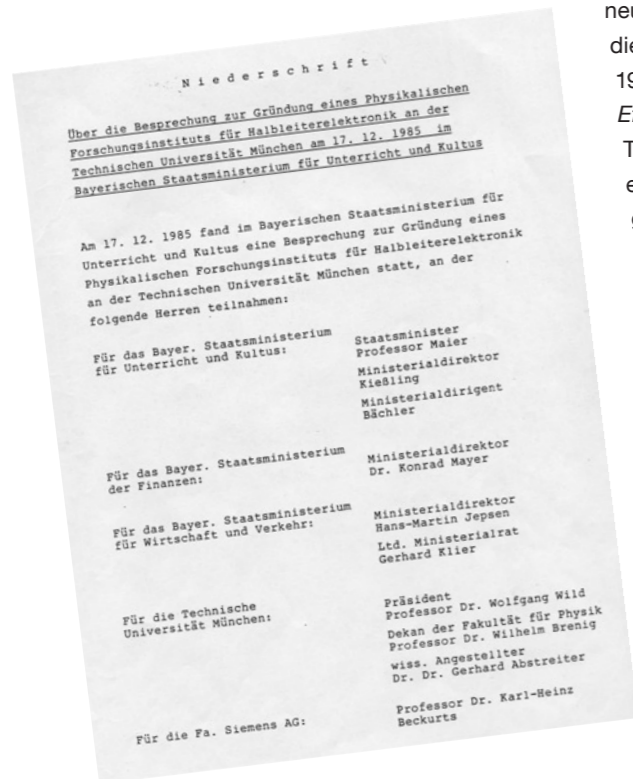 N i e d e r s c h r i f t
Über die Besprechung zur Gründung eines Physikalischen
Forschungsinstituts für Halbleiterelektronik an der
Technischen Universität München am 17. 12. 1985 im
Bayerischen Staatsministerium für Unterricht und Kultus
Am 17. 12. 1985 fand im Bayerischen Staatsministerium für
Unterricht und Kultus eine Besprechung zur Gründung eines
Physikalischen Forschungsinstituts für Halbleiterelektronik
an der Technischen Universität München statt, an der
folgende Herren teilnahmen:
Für das Bayer. Staatsministerium
für Unterricht und Kultus:
Staatsminister
Professor Maier
Ministerialdirektor
Kießling
Ministerialdirigent
Bächler
Für das Bayer. Staatsministerium
der Finanzen:
Ministerialdirektor
Dr. Konrad Mayer
Für das Bayer. Staatsministerium
für Wirtschaft und Verkehr:
Ministerialdirektor
Hans-Martin Jepsen
Ltd. Ministerialrat
Gerhard Klier
Für die Technische
Universität München:
Präsident
Professor Dr. Wolfgang Wild
Dekan der Fakultät für Physik
Professor Dr. Wilhelm Brenig
wiss. Angestellter
Dr. Dr. Gerhard Abstreiter
Für die Fa. Siemens AG:
Professor Dr. Karl-Heinz
Beckurts
neu
die
19
T
e
g